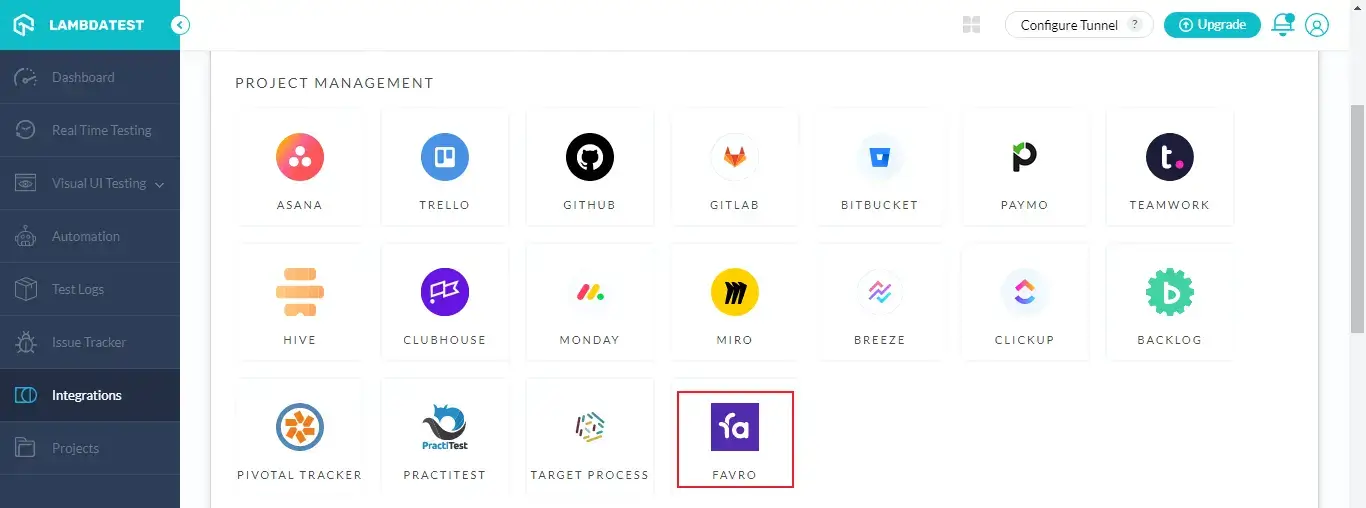 LAMBDATEST
Configure Tunnel ?
Upgrade
Dashboard
Real Time Testing
Visual UI Testing
Automation
Test Logs
Issue Tracker
Integrations
Projects
PROJECT MANAGEMENT
ASANA TRELLO GITHUB GITLAB BITBUCKET PAYMO TEAMWORK
HIVE CLUBHOUSE MONDAY MIRO BREEZE CLICKUP BACKLOG
PractiTest
fa
PIVOTAL TRACKER PRACTITEST TARGET PROCESS FAVRO